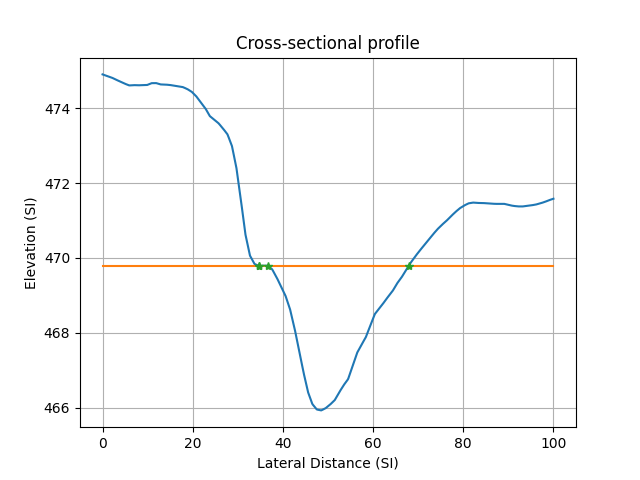 Cross-sectional profile
474
472
470
468
466
Elevation (SI)
0 20 40 60 80 100
Lateral Distance (SI)